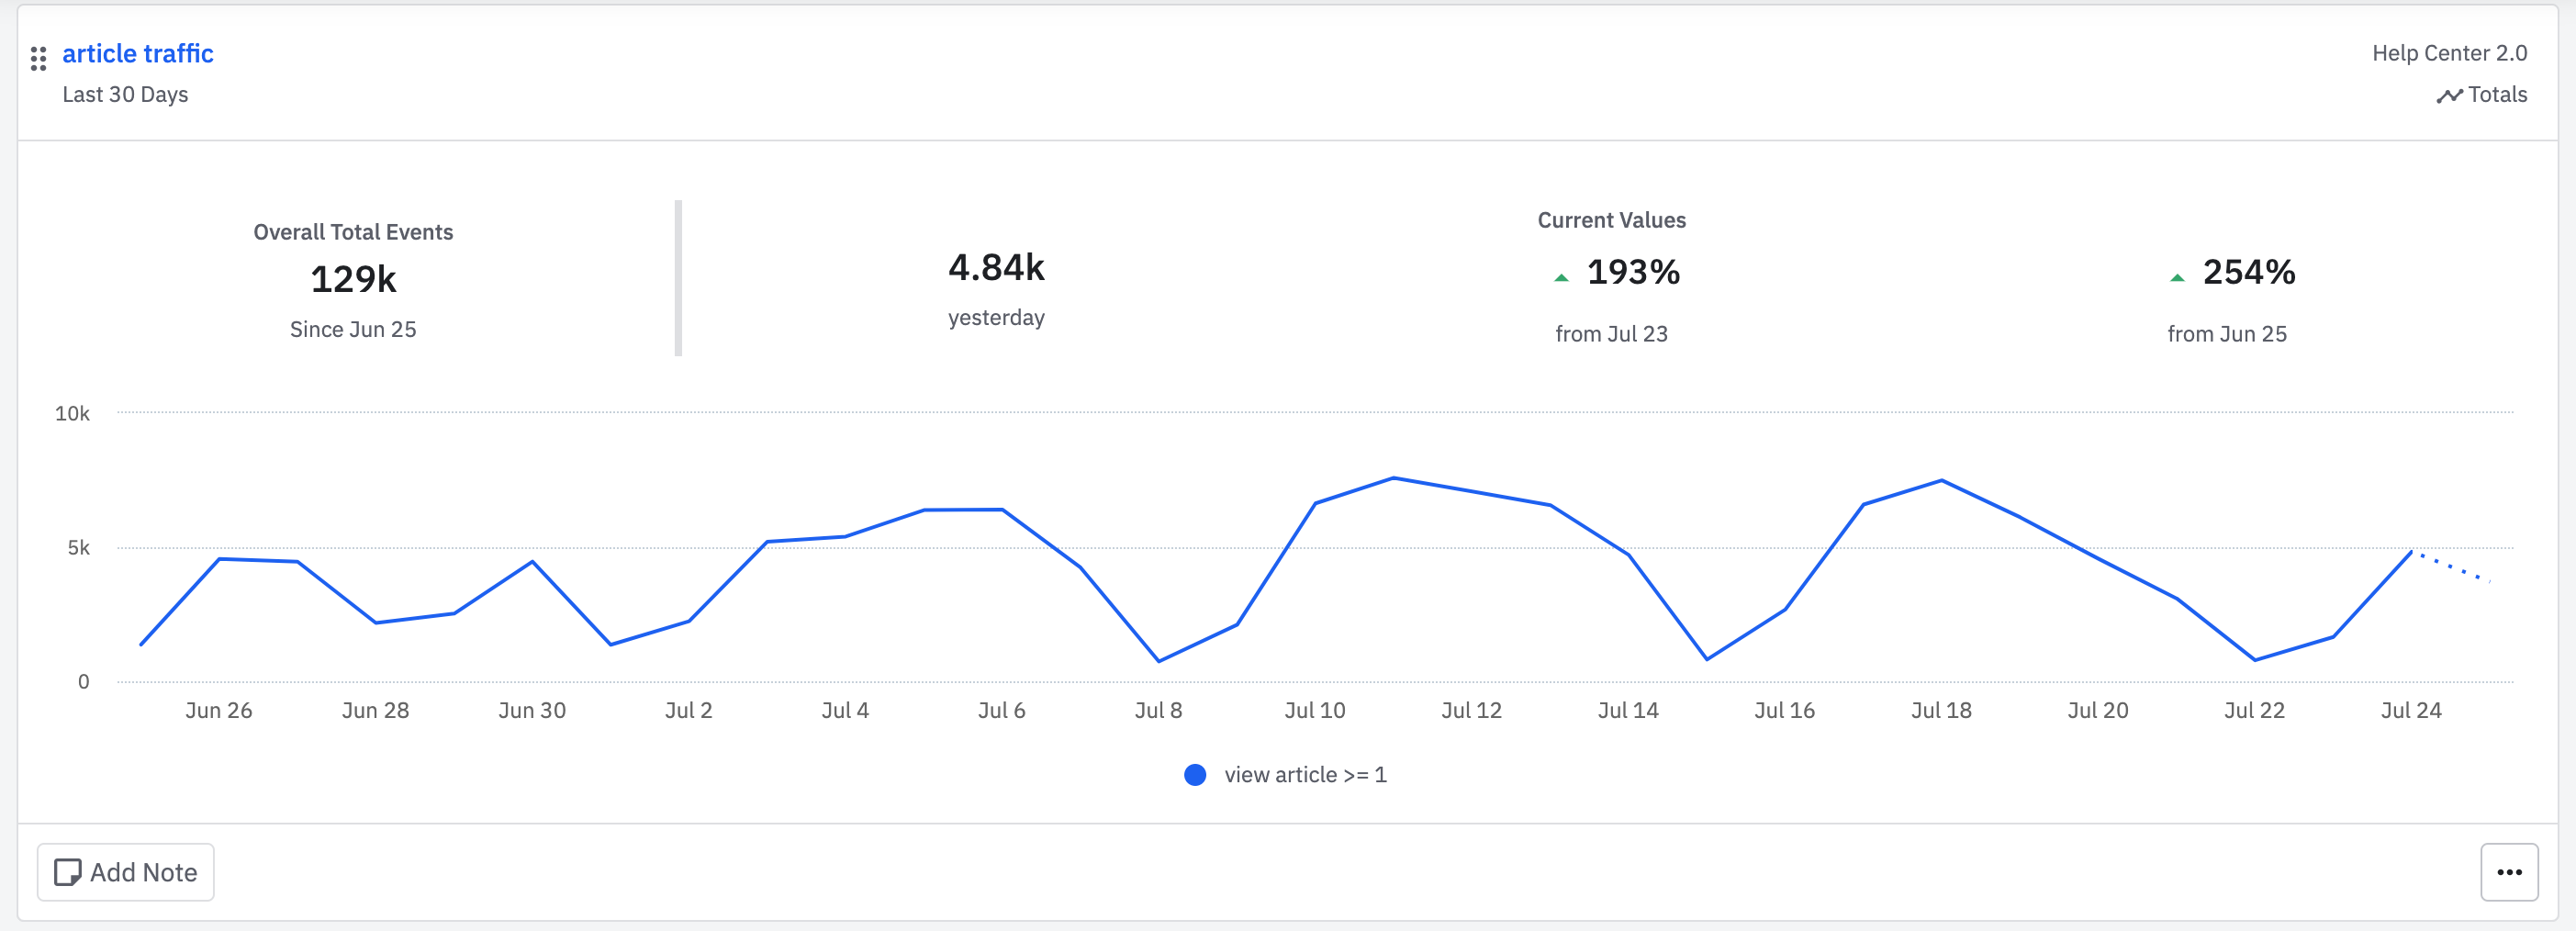 article traffic
Help Center 2.0
Last 30 Days
Totals
Overall Total Events
129k
Since Jun 25
4.84k
yesterday
Current Values
193%
from Jul 23
254%
from Jun 25
10k
5k
0
Jun 26
Jun 28
Jun 30
Jul 2
Jul 4
Jul 6
Jul 8
Jul 10
Jul 12
Jul 14
Jul 16
Jul 18
Jul 20
Jul 22
Jul 24
view article >= 1
Add Note